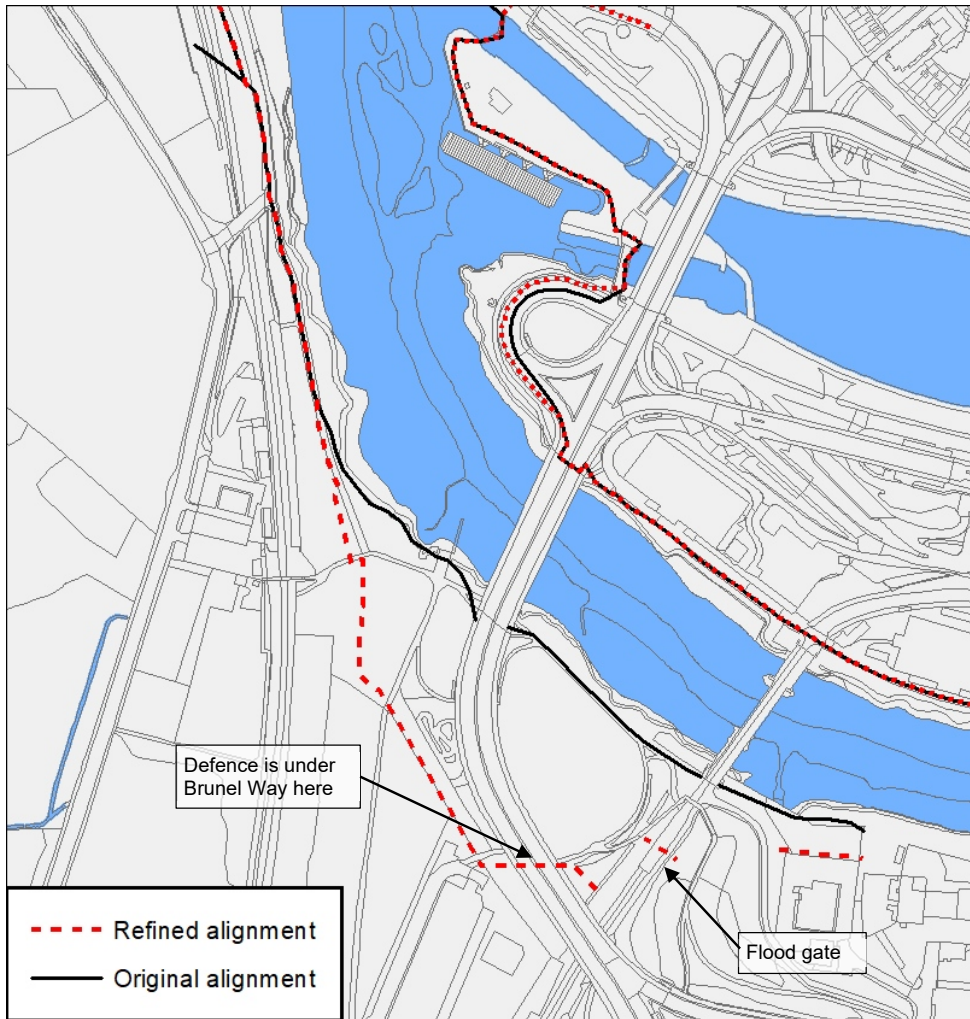 Defence is under
Brunel Way here
Flood gate
Refined alignment
Original alignment